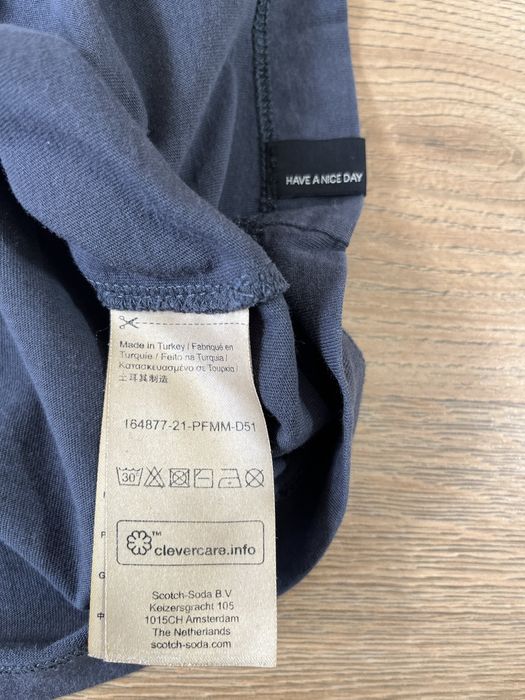 HAVE A NICE DAY
Made in Turkey / Fabriqué en
Turquie / Feito na Turquia /
Κατασκευασμένο σε Τουρκία /
土耳其制造
164877-21-PFMM-D51
30°
clevercare.info
TM
Scotch-Soda B.V
Keizersgracht 105
1015CH Amsterdam
The Netherlands
scotch-soda.com
P
G
中